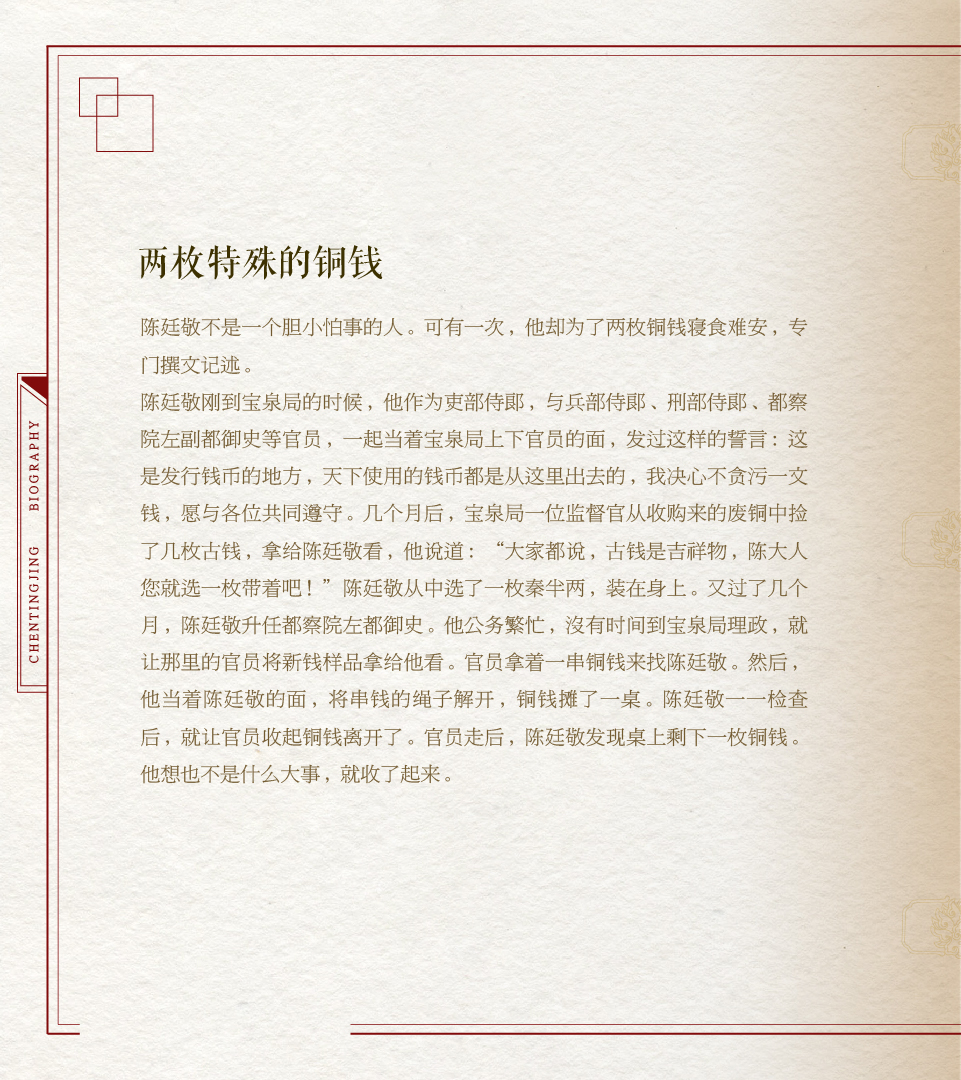 两枚特殊的铜钱
陈廷敬不是一个胆小怕事的人。可有一次，他却为了两枚铜钱寝食难安，专
门撰文记述。
陈廷敬刚到宝泉局的时候，他作为吏部侍郎，与兵部侍郎、刑部侍郎、都察
院左副都御史等官员，一起当着宝泉局上下官员的面，发过这样的誓言：这
是发行钱币的地方，天下使用的钱币都是从这里出去的，我决心不贪污一文
钱，愿与各位共同遵守。几个月后，宝泉局一位监督官从收购来的废铜中捡
了几枚古钱，拿给陈廷敬看，他说道：“大家都说，古钱是吉祥物，陈大人
您就选一枚带着吧！”陈廷敬从中选了一枚秦半两，装在身上。又过了几个
月，陈廷敬升任都察院左都御史。他公务繁忙，没有时间到宝泉局理政，就
让那里的官员将新钱样品拿给他看。官员拿着一串铜钱来找陈廷敬。然后，
他当着陈廷敬的面，将串钱的绳子解开，铜钱摊了一桌。陈廷敬一一检查
后，就让官员收起铜钱离开了。官员走后，陈廷敬发现桌上剩下一枚铜钱。
他想也不是什么大事，就收了起来。
CHENTINGJING BIOGRAPHY